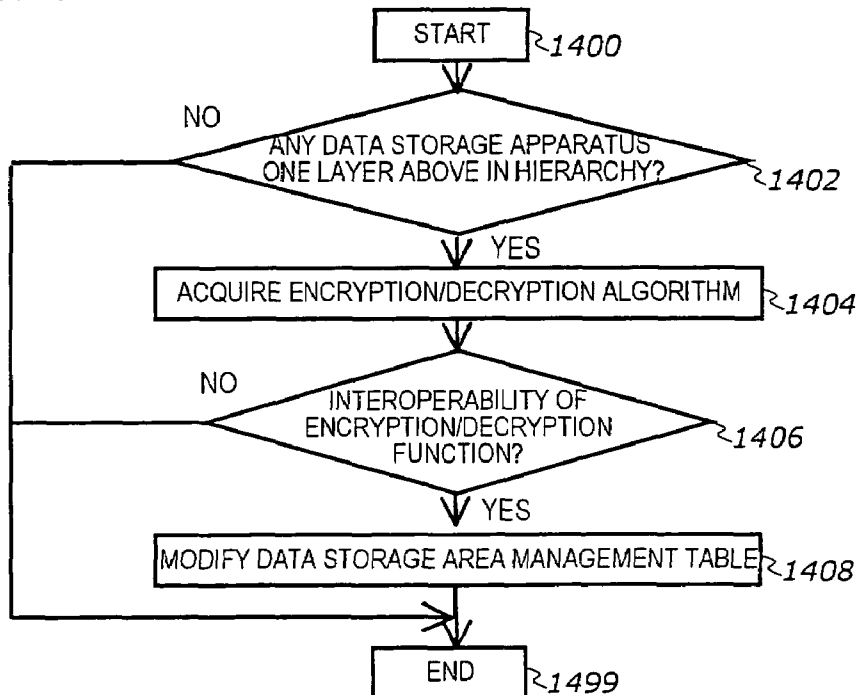 START
1400
NO
ANY DATA STORAGE APPARATUS
ONE LAYER ABOVE IN HIERARCHY?
1402
YES
ACQUIRE ENCRYPTION/DECRYPTION ALGORITHM
1404
NO
INTEROPERABILITY OF
ENCRYPTION/DECRYPTION
FUNCTION?
1406
YES
MODIFY DATA STORAGE AREA MANAGEMENT TABLE
1408
END
1499